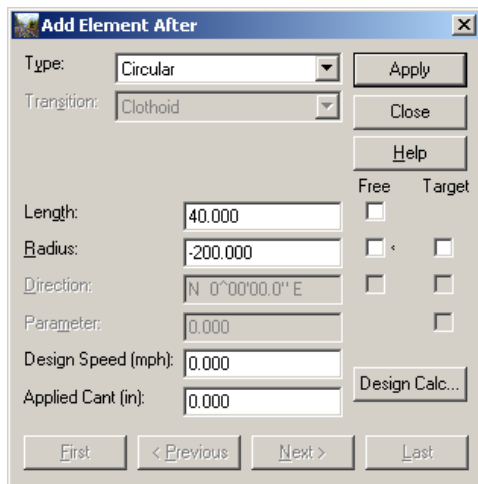 Add Element After
Type: Circular Apply
Transition: Clothoid Close
Help
Free Target
Length: 40.000
Radius: -200.000
Direction: N 0^00'00.0" E
Parameter: 0.000
Design Speed (mph): 0.000
Applied Cant (in): 0.000 Design Calc...
First < Previous Next > Last